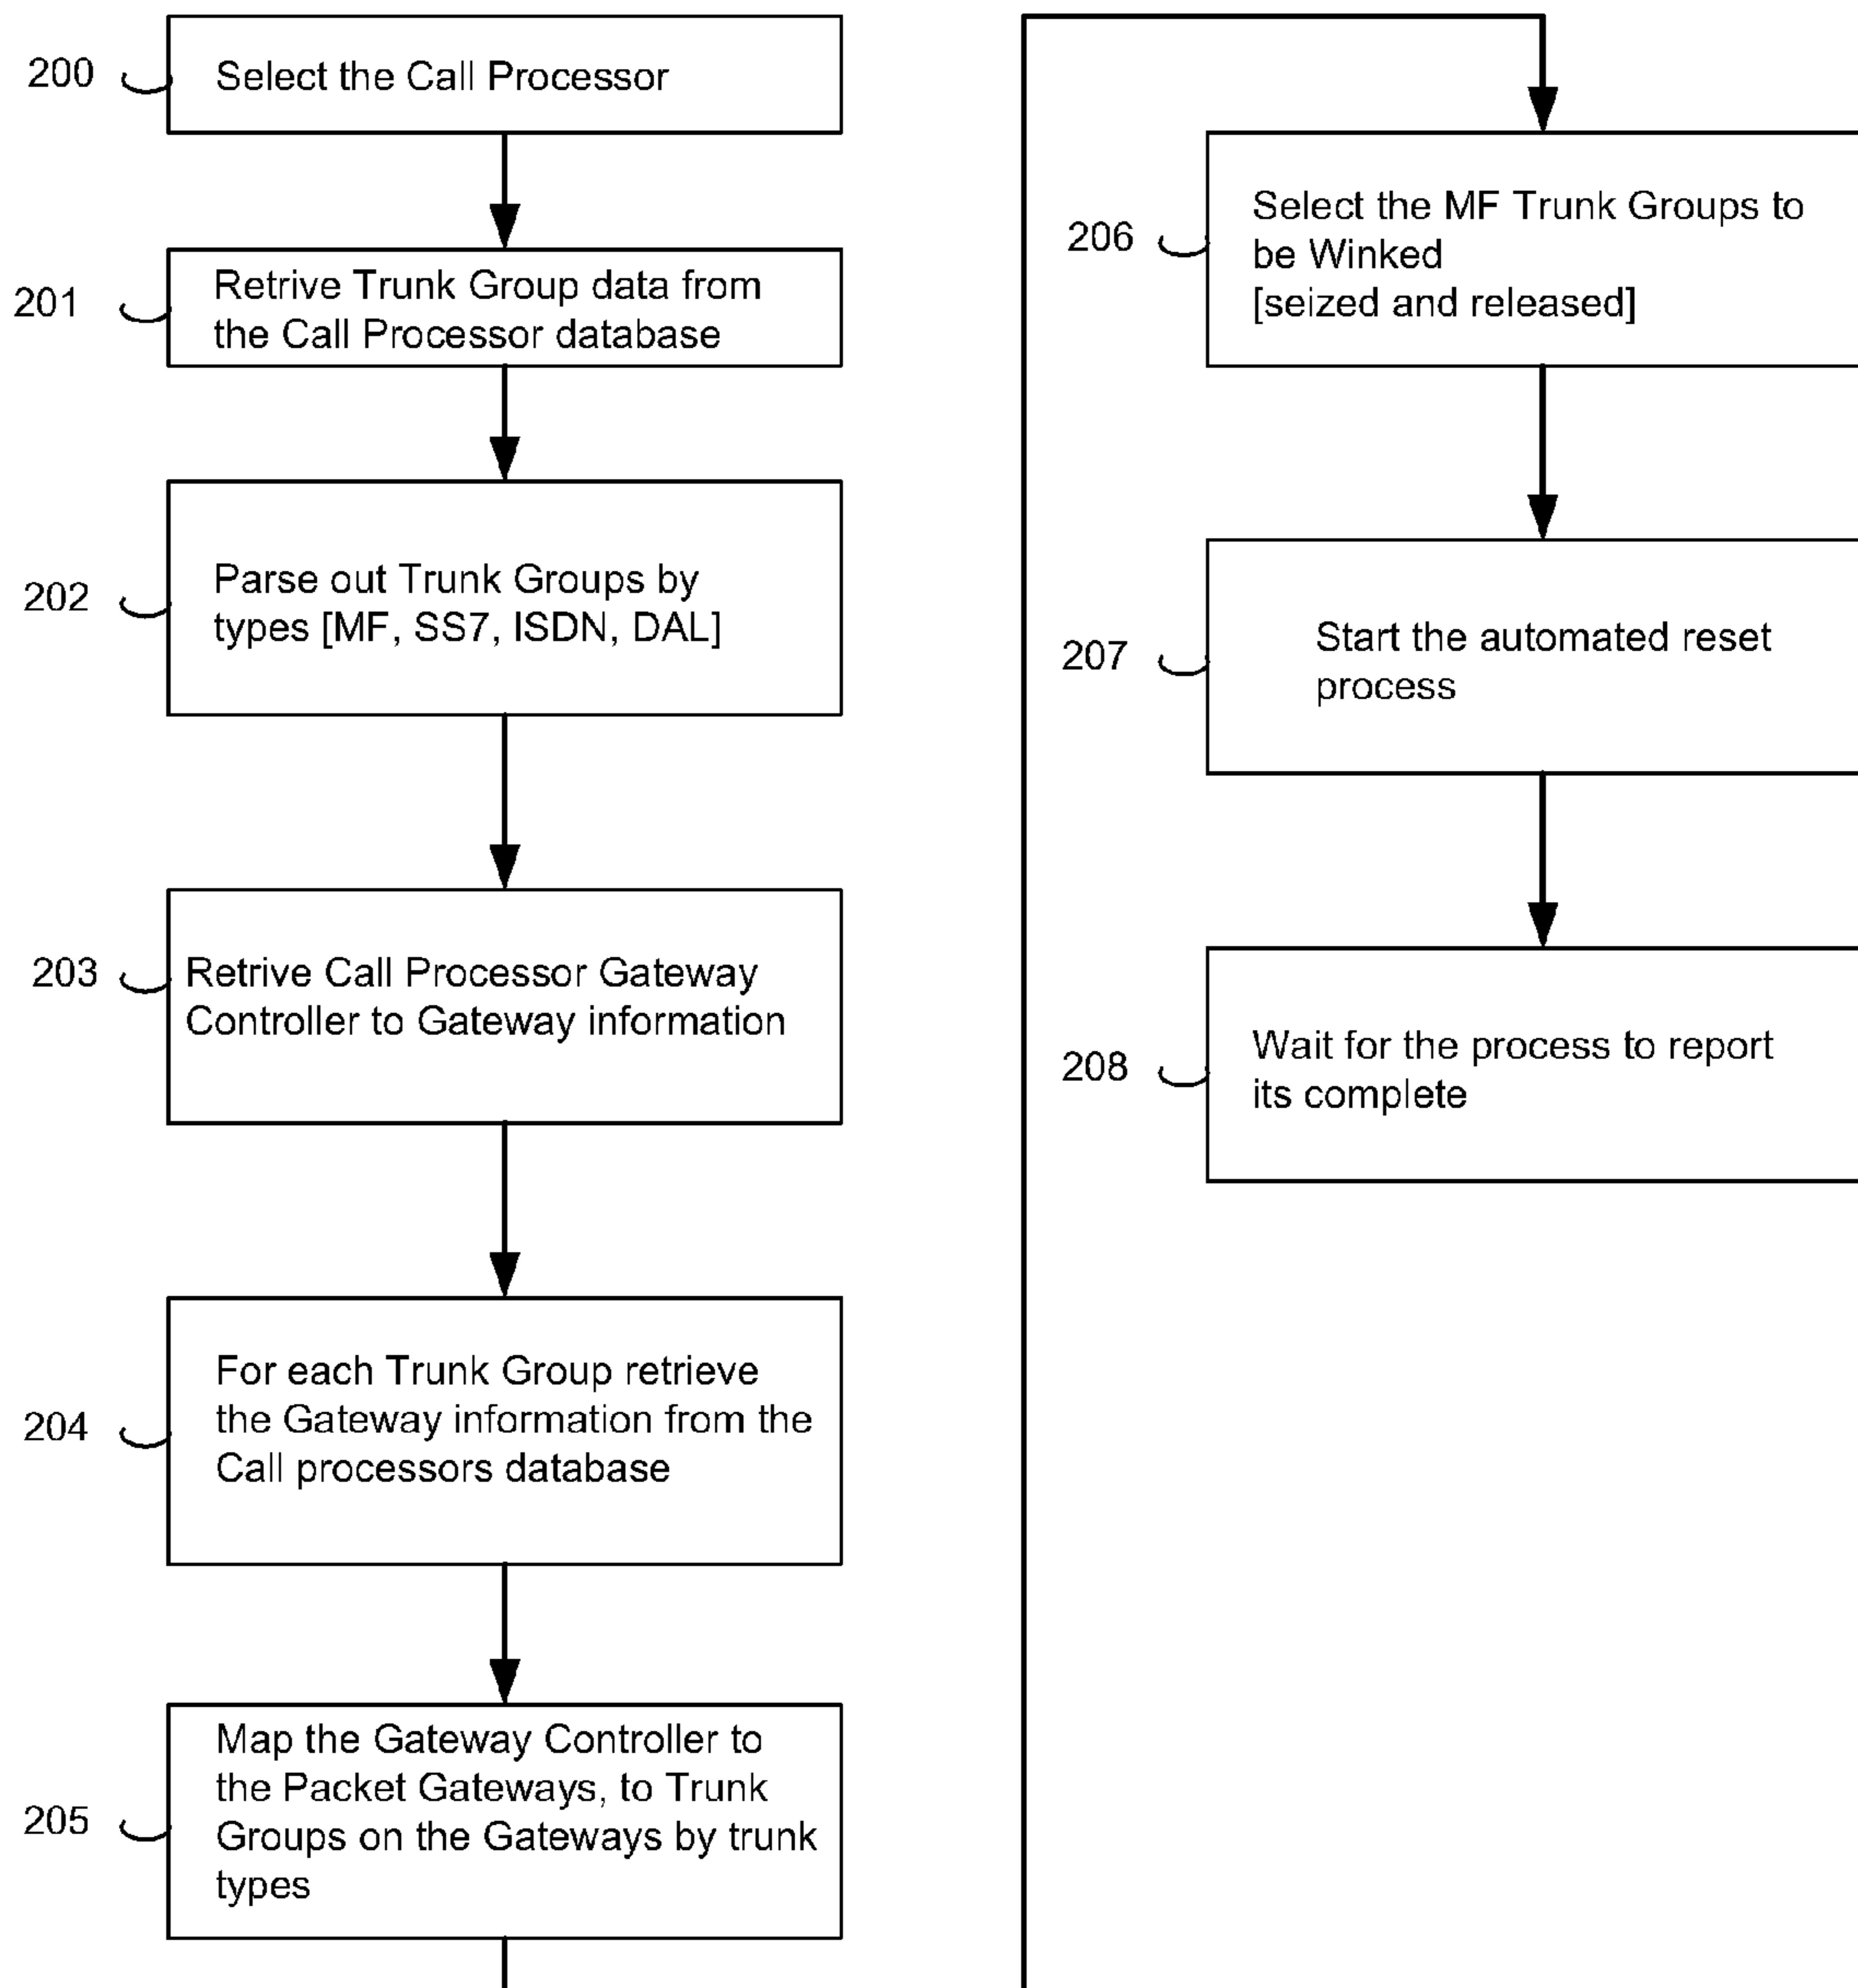 200
Select the Call Processor
201
Retrive Trunk Group data from
the Call Processor database
202
Parse out Trunk Groups by
types [MF, SS7, ISDN, DAL]
203
Retrive Call Processor Gateway
Controller to Gateway information
204
For each Trunk Group retrieve
the Gateway information from the
Call processors database
205
Map the Gateway Controller to
the Packet Gateways, to Trunk
Groups on the Gateways by trunk
types
206
Select the MF Trunk Groups to
be Winked
[seized and released]
207
Start the automated reset
process
208
Wait for the process to report
its complete